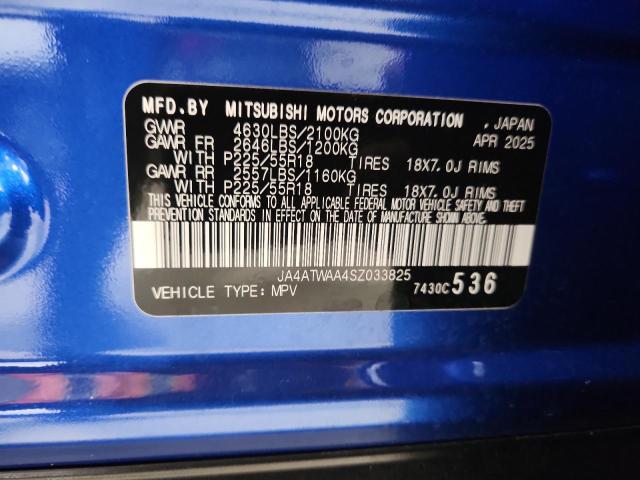 MFD.BY MITSUBISHI MOTORS CORPORATION . JAPAN
GVWR 4630LBS/2100KG APR 2025
GAWR FR 2646LBS/1200KG
WITH P225/55R18 TIRES 18X7.0J RIMS
GAWR RR 2557LBS/1160KG
WITH P225/55R18 TIRES 18X7.0J RIMS
THIS VEHICLE CONFORMS TO ALL APPLICABLE FEDERAL MOTOR VEHICLE SAFETY AND THEFT
PREVENTION STANDARDS IN EFFECT ON THE DATE OF MANUFACTURE SHOWN ABOVE.
JA4ATWAA4SZ033825
VEHICLE TYPE: MPV 7430C 536